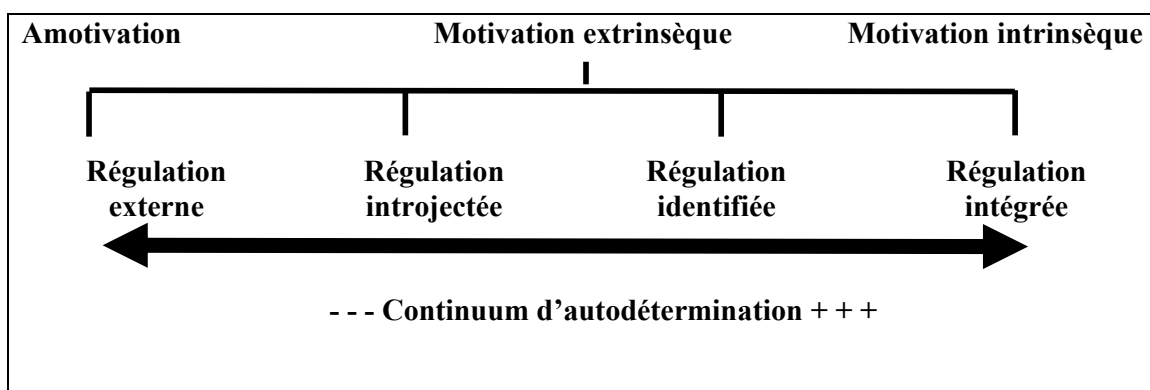 Amotivation Motivation extrinsèque Motivation intrinsèque
Régulation externe
Régulation introjectée
Régulation identifiée
Régulation intégrée
- - - Continuum d’autodétermination + + +